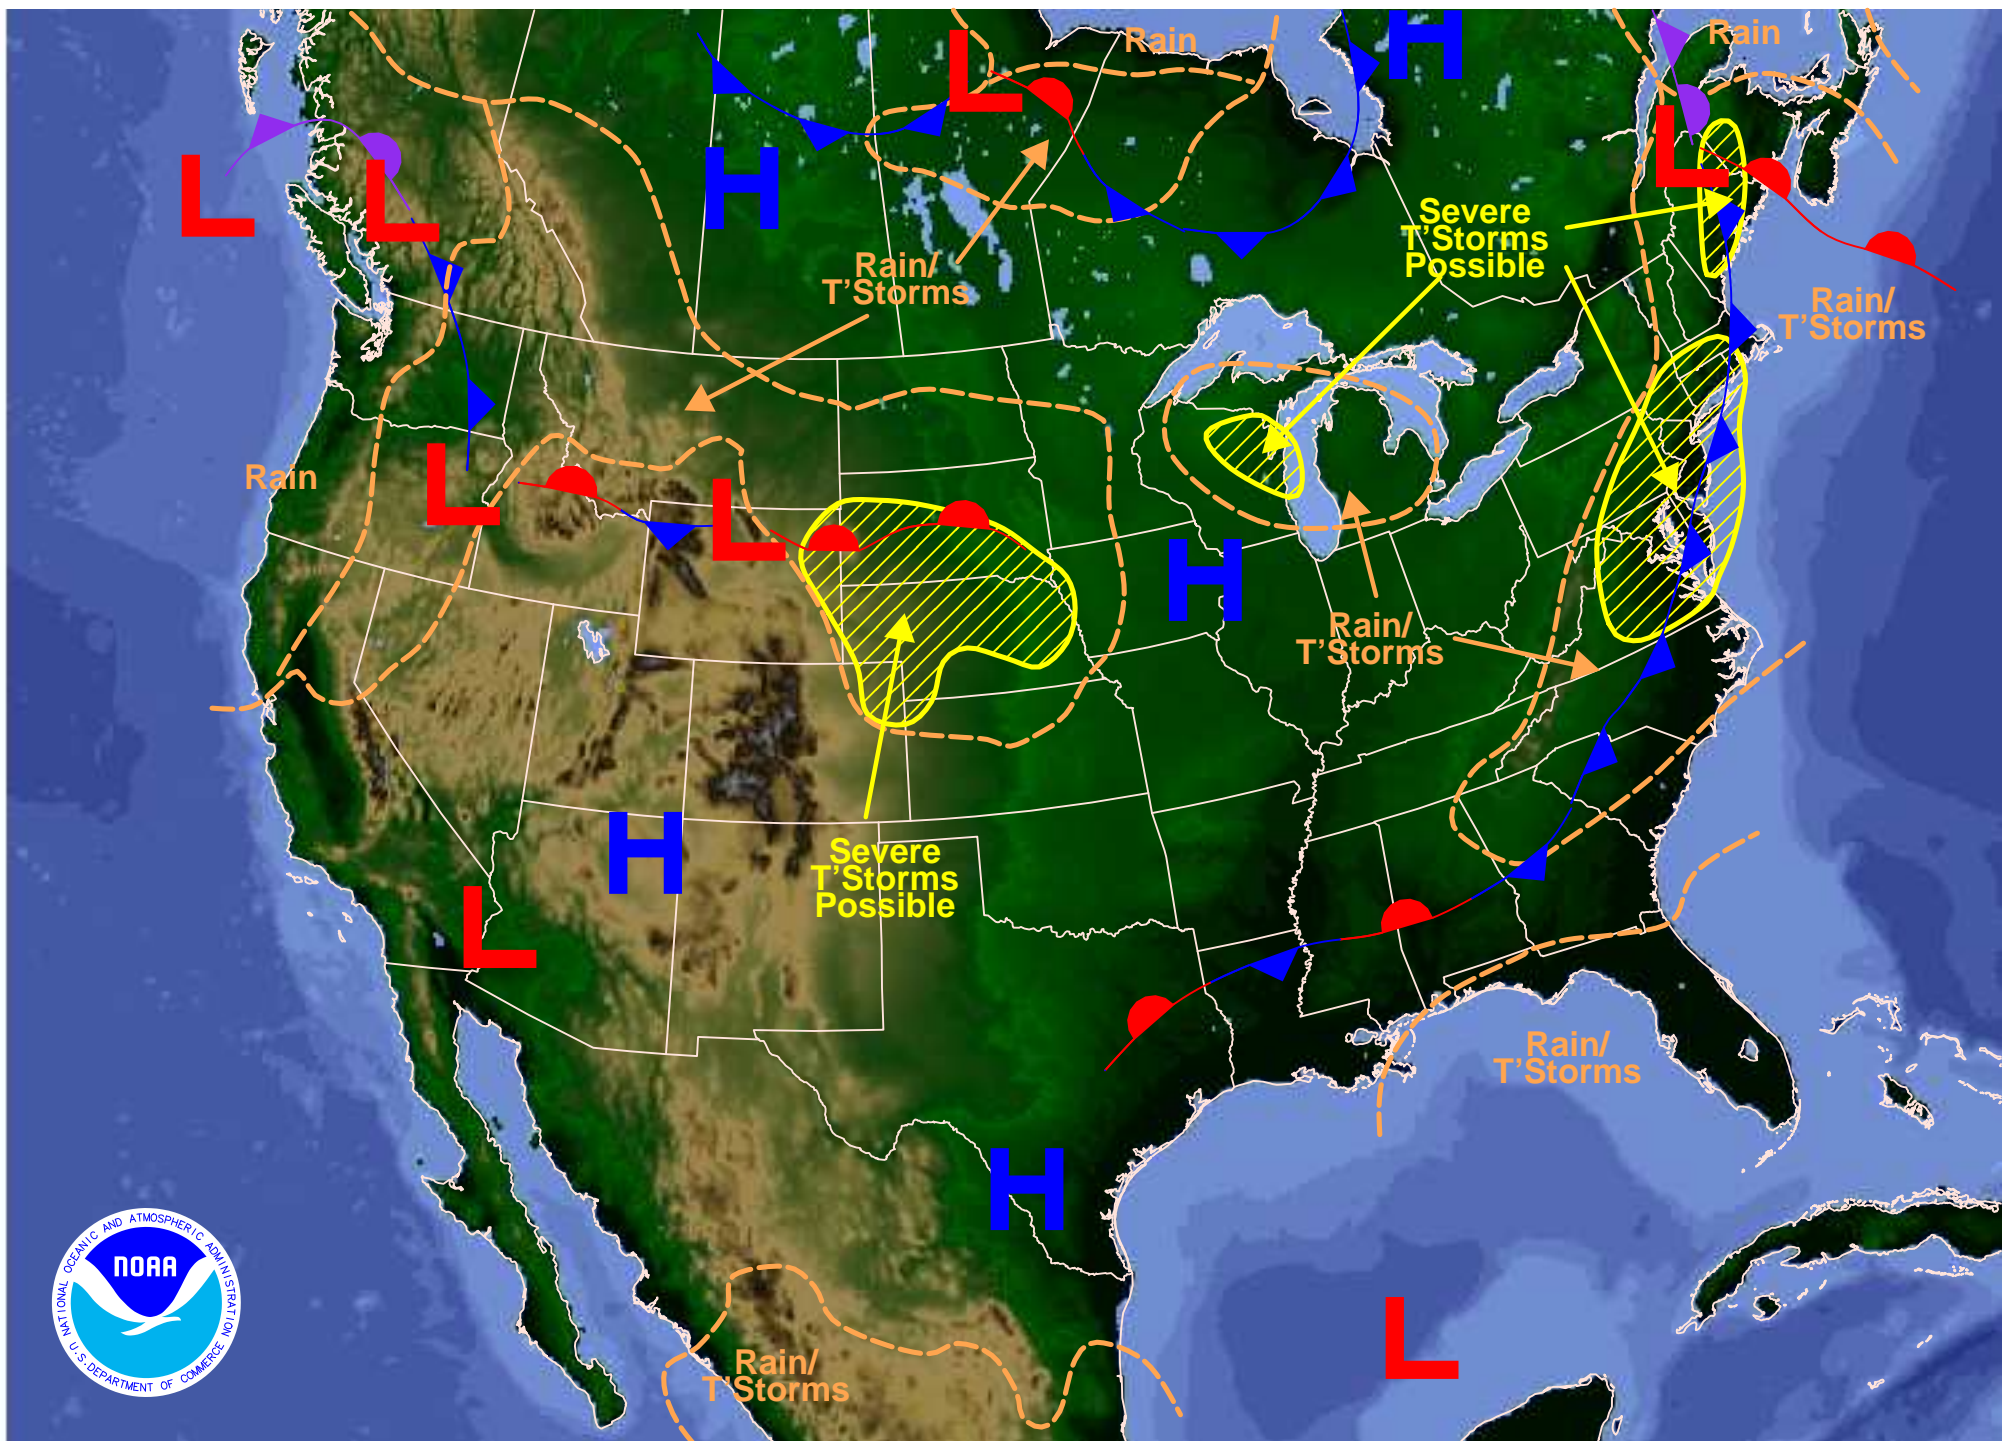 Rain
Rain
H
L
L
L
L
H
Severe
T'Storms
Possible
Rain/
T'Storms
Rain/
T'Storms
Rain
L
L
H
Rain/
T'Storms
H
Severe
T'Storms
Possible
L
Rain/
T'Storms
H
L
Rain/
T'Storms
NATIONAL OCEANIC AND ATMOSPHERIC ADMINISTRATION
NOAA
U.S. DEPARTMENT OF COMMERCE